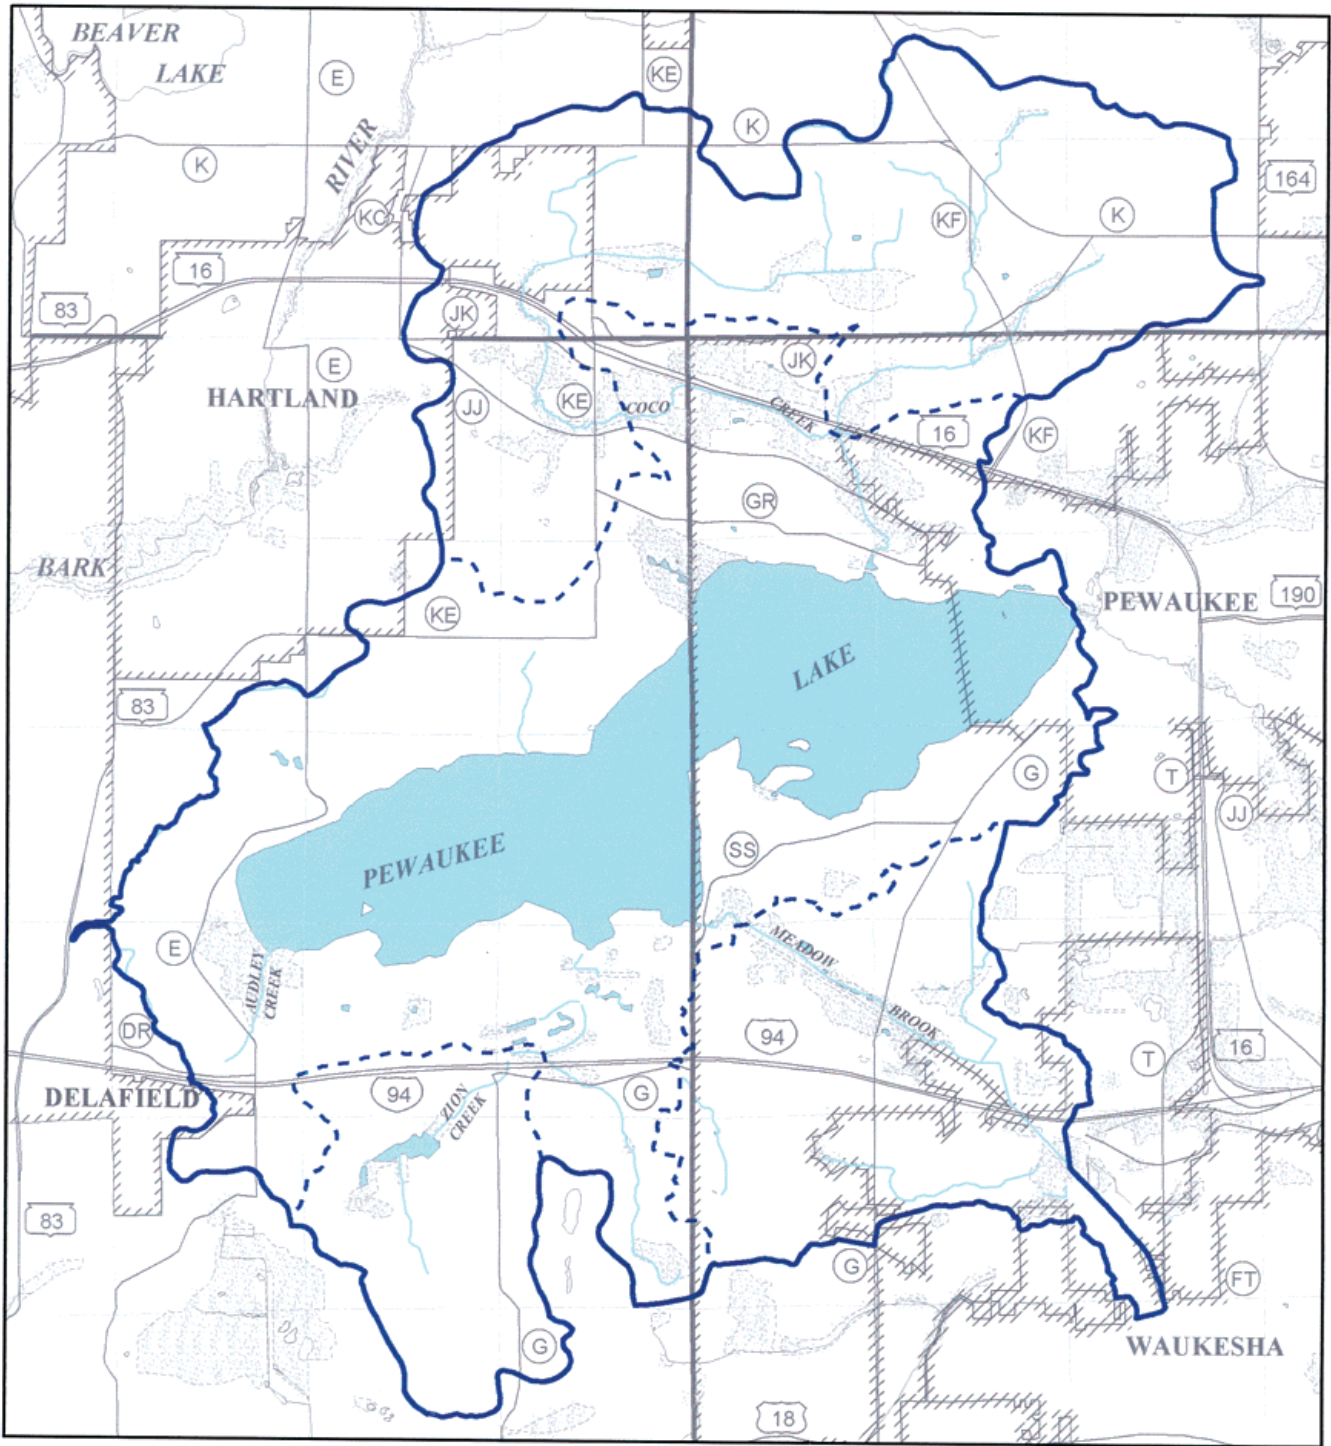 BEAVER
LAKE
E
KE
K
K
RIVER
164
KC
KF
K
16
83
JK
JK
E
HARTLAND
JJ
KE
COCO
CREEK
16
KF
GR
BARK
KE
PEWAUKEE
190
LAKE
83
G
T
JJ
SS
PEWAUKEE
E
AUDLEY
CREEK
MEADOW
BROOK
DR
94
16
T
DELAFIELD
94
ZION
CREEK
G
83
G
FT
G
WAUKESHA
18